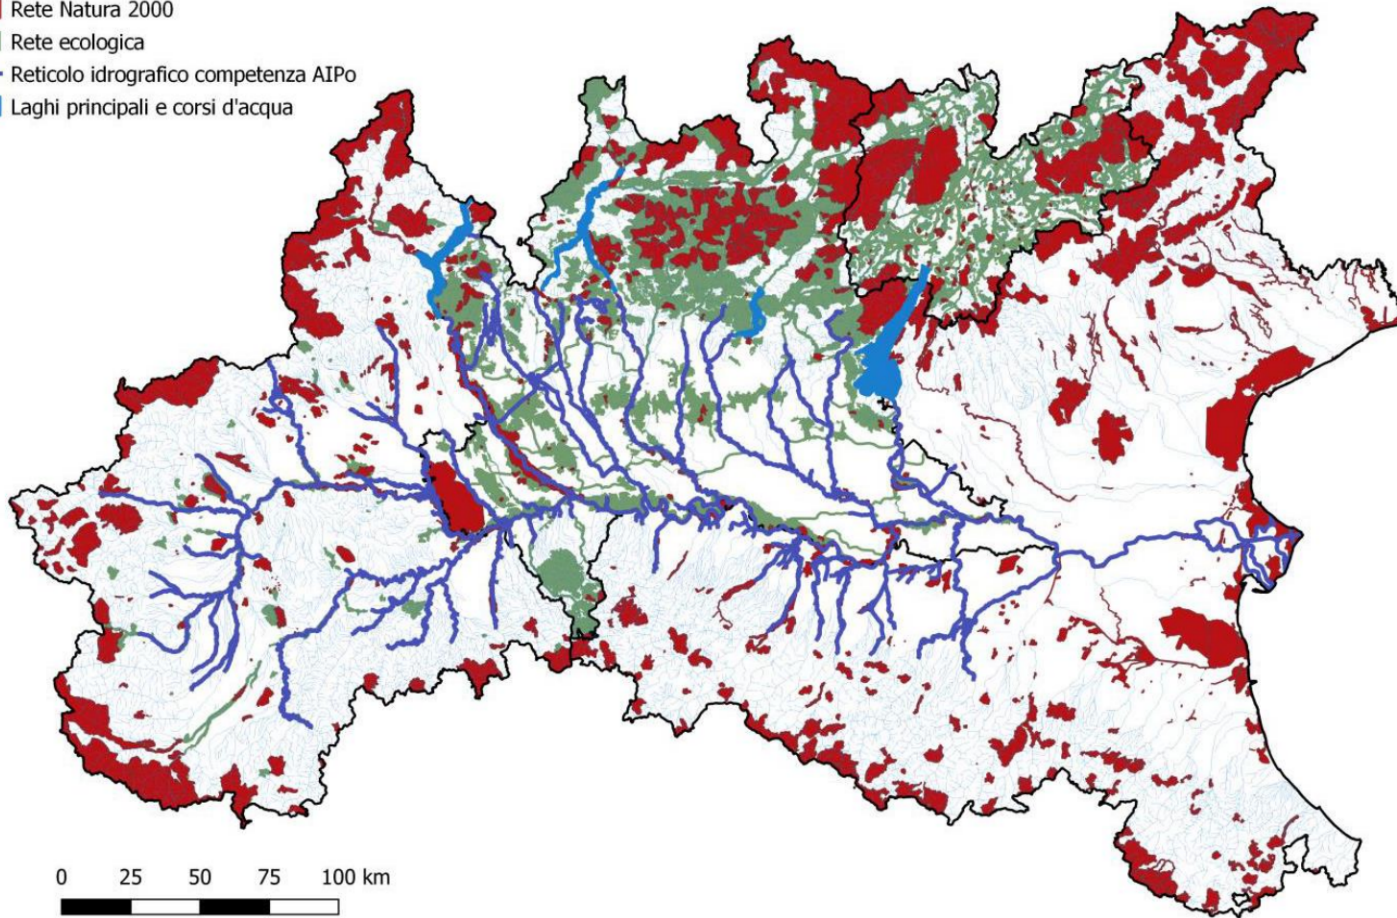 Rete Natura 2000
Rete ecologica
Reticolo idrografico competenza AIPo
Laghi principali e corsi d'acqua
0 25 50 75 100 km